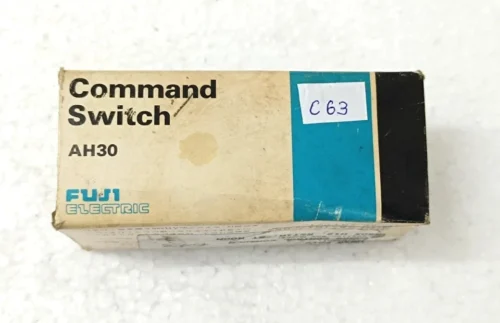 Command
Switch
AH30
FUJI
ELECTRIC
C63